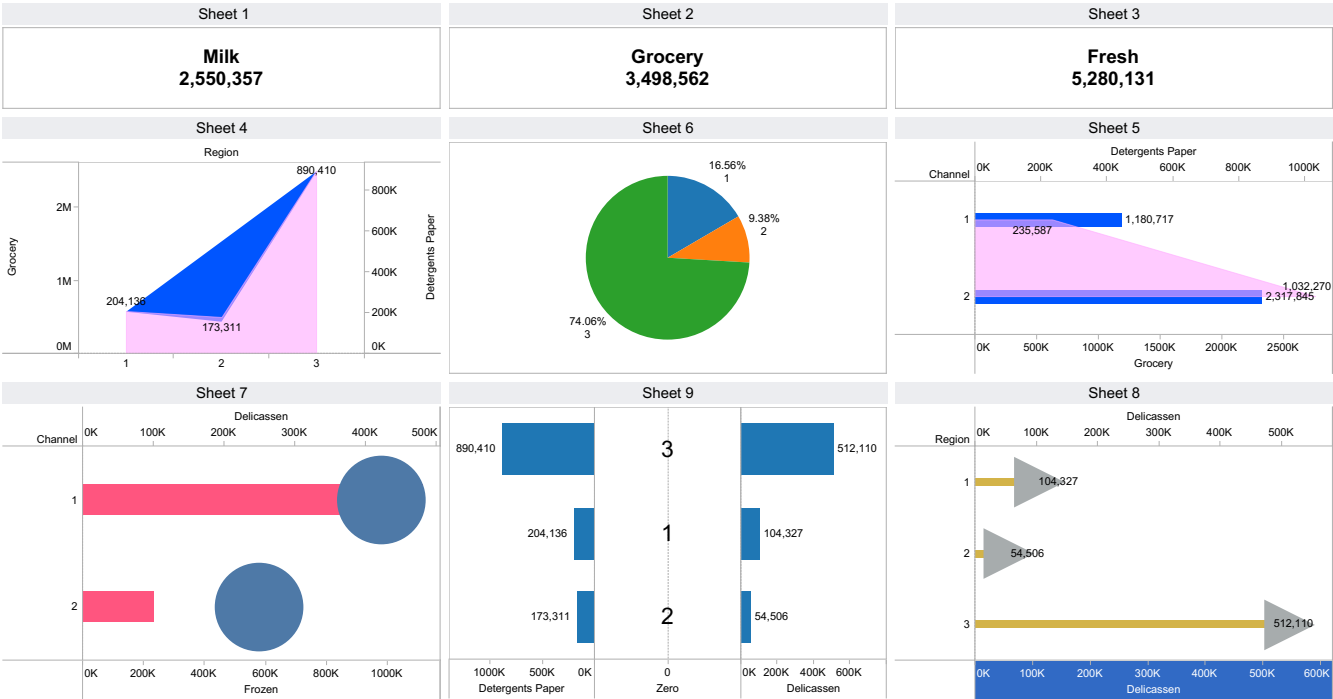 Sheet 1
Milk
2,550,357
Sheet 2
Grocery
3,498,562
Sheet 3
Fresh
5,280,131
Sheet 4
Region
890,410
2M
800K
600K
Grocery
Detergents Paper
1M
400K
204,136
200K
173,311
0M
0K
1
2
3
Sheet 6
16.56%
1
9.38%
2
74.06%
3
Sheet 5
Detergents Paper
Channel
0K
200K
400K
600K
800K
1000K
1
1,180,717
235,587
1,032,270
2
2,317,845
0K
500K
1000K
1500K
2000K
2500K
Grocery
Sheet 7
Delicassen
Channel
0K
100K
200K
300K
400K
500K
1
2
0K
200K
400K
600K
800K
1000K
Frozen
Sheet 9
890,410
3
512,110
204,136
1
104,327
173,311
2
54,506
1000K
500K
0K
0
0K
200K
400K
600K
Detergents Paper
Zero
Delicassen
Sheet 8
Delicassen
Region
0K
100K
200K
300K
400K
500K
1
104,327
2
54,506
3
512,110
0K
100K
200K
300K
400K
500K
600K
Delicassen